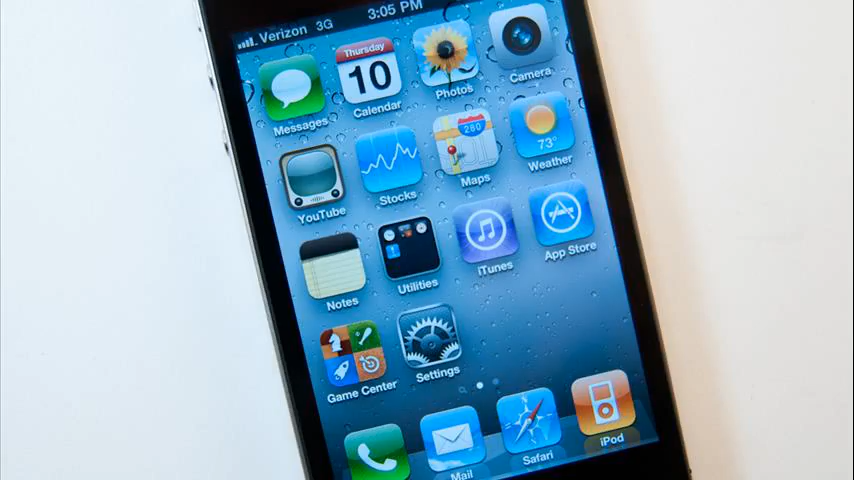 Verizon 3G 3:05 PM
Thursday
10
Messages Calendar Photos Camera
280
73°
YouTube Stocks Maps Weather
Notes Utilities iTunes App Store
Game Center Settings
Mail Safari iPod